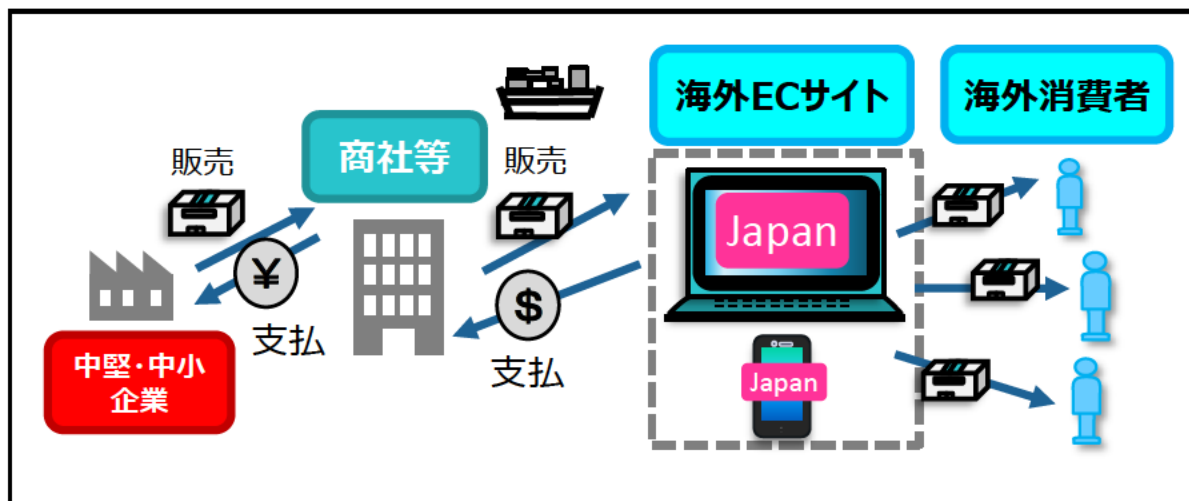 海外ECサイト
海外消費者
商社等
販売
販売
Japan
¥
$
支払
支払
中堅・中小
企業
Japan